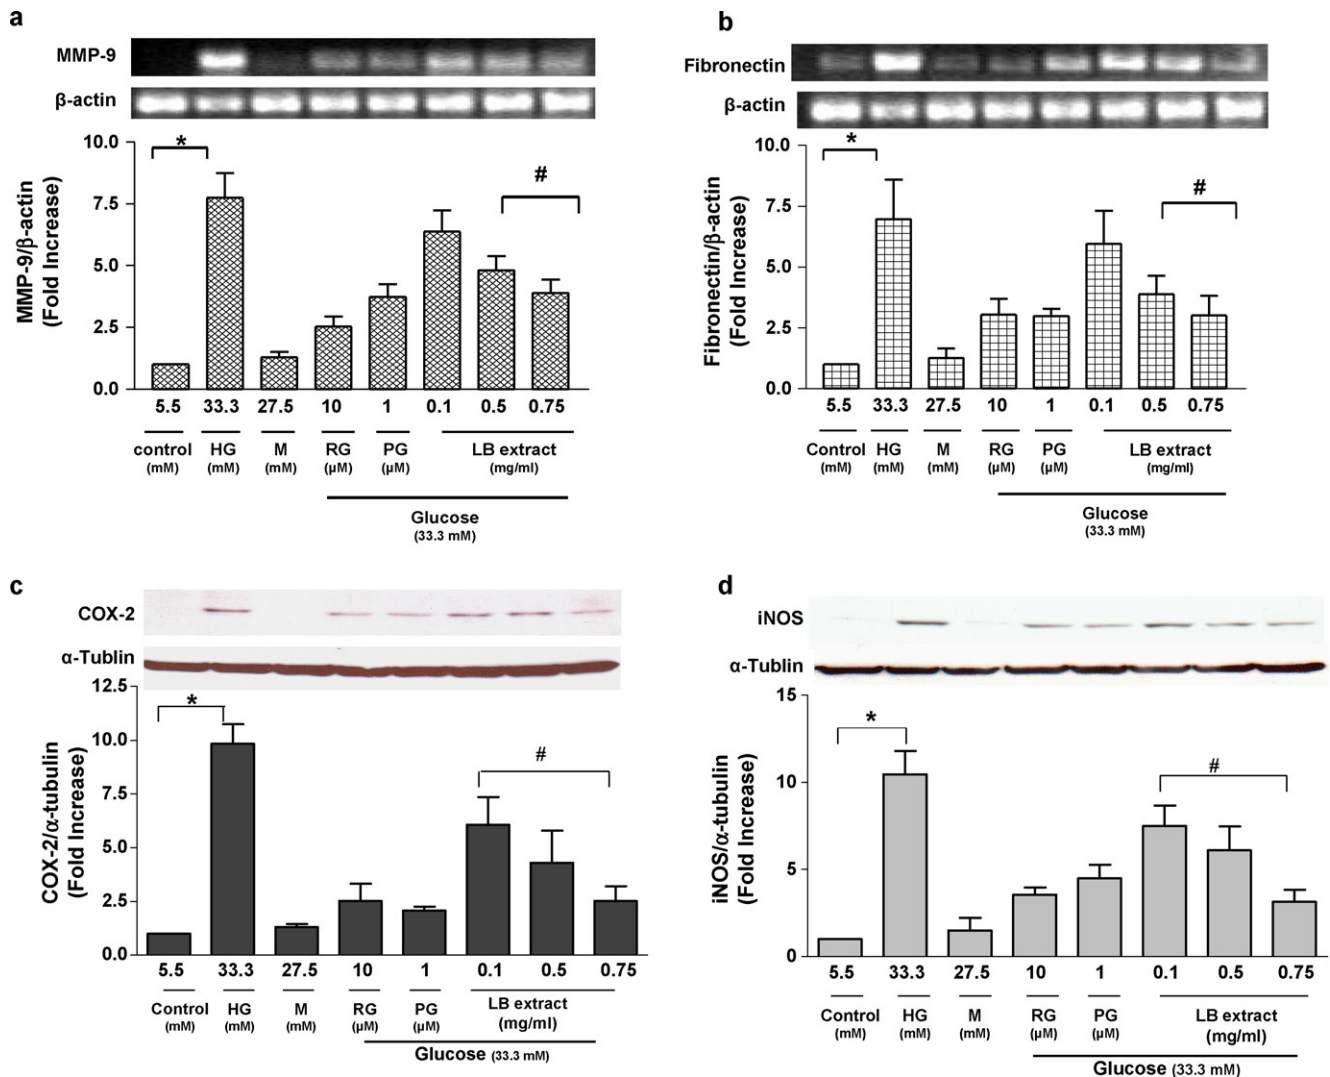 a
MMP-9
β-actin
MMP-9/β-actin
(Fold Increase)
10.0
7.5
5.0
2.5
0.0
*
#
5.5 33.3 27.5 10 1 0.1 0.5 0.75
control HG M RG PG LB extract
(mM) (mM) (mM) (μM) (μM) (mg/ml)
Glucose
(33.3 mM)
b
Fibronectin
β-actin
Fibronectin/β-actin
(Fold Increase)
10.0
7.5
5.0
2.5
0.0
*
#
5.5 33.3 27.5 10 1 0.1 0.5 0.75
Control HG M RG PG LB extract
(mM) (mM) (mM) (μM) (μM) (mg/ml)
Glucose
(33.3 mM)
c
COX-2
α-Tublin
COX-2/α-tubulin
(Fold Increase)
12.5
10.0
7.5
5.0
2.5
0.0
*
#
5.5 33.3 27.5 10 1 0.1 0.5 0.75
Control HG M RG PG LB extract
(mM) (mM) (mM) (μM) (μM) (mg/ml)
Glucose (33.3 mM)
d
iNOS
α-Tublin
iNOS/α-tubulin
(Fold Increase)
15
10
5
0
*
#
5.5 33.3 27.5 10 1 0.1 0.5 0.75
Control HG M RG PG LB extract
(mM) (mM) (mM) (μM) (μM) (mg/ml)
Glucose (33.3 mM)